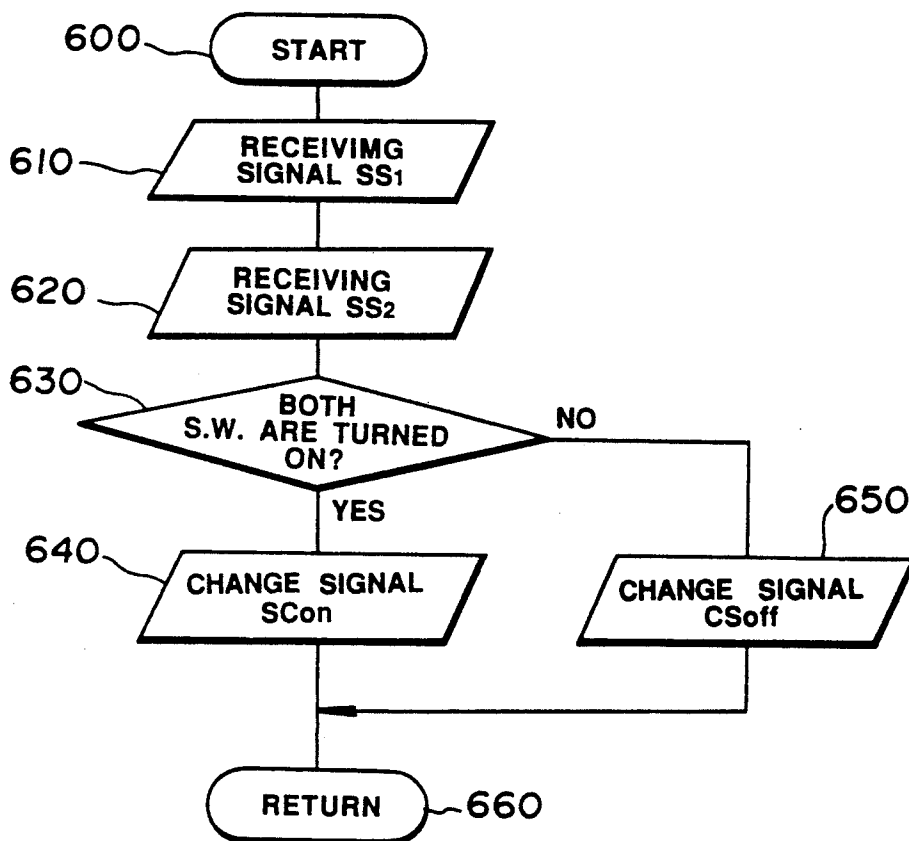 600
START
610
RECEIVIMG
SIGNAL SS1
620
RECEIVING
SIGNAL SS2
630
BOTH
S.W. ARE TURNED
ON?
NO
YES
640
CHANGE SIGNAL
SCon
650
CHANGE SIGNAL
CSoff
RETURN
660